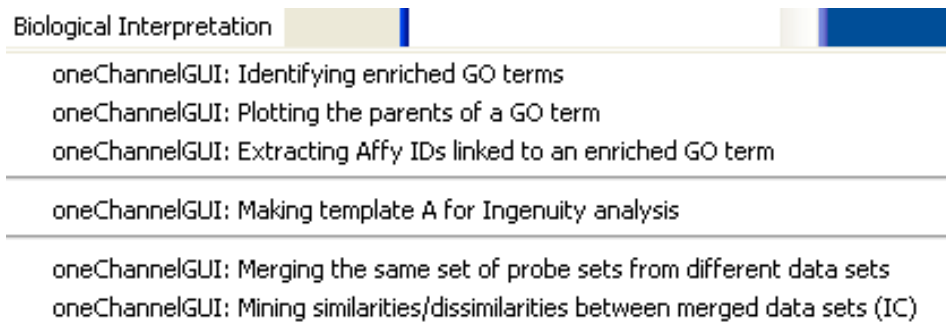 Biological Interpretation
oneChannelGUI: Identifying enriched GO terms
oneChannelGUI: Plotting the parents of a GO term
oneChannelGUI: Extracting Affy IDs linked to an enriched GO term
oneChannelGUI: Making template A for Ingenuity analysis
oneChannelGUI: Merging the same set of probe sets from different data sets
oneChannelGUI: Mining similarities/dissimilarities between merged data sets (IC)